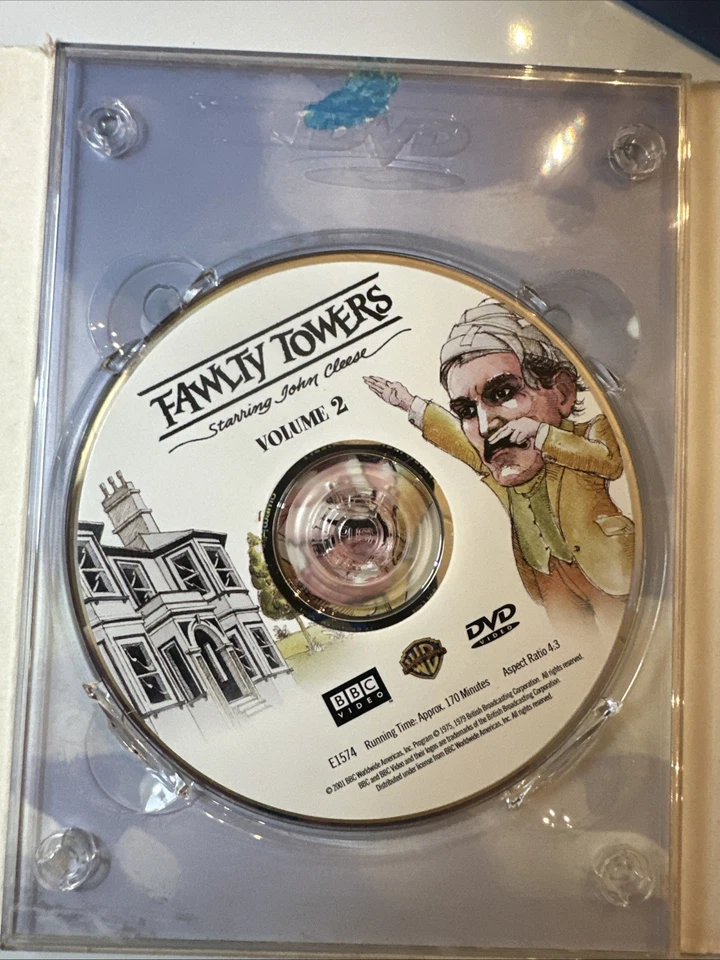 DVD
FAWLTY TOWERS
Starring John Cleese
VOLUME 2
DVD
VIDEO
BBC
VIDEO
E1574 Running Time: Approx. 170 Minutes Aspect Ratio 4:3
© 2001 BBC Worldwide Americas, Inc. Program © 1975, 1979 British Broadcasting Corporation. All rights reserved.
BBC and BBC Video and their logos are trademarks of the British Broadcasting Corporation.
Distributed under license from BBC Worldwide Americas, Inc. All rights reserved.